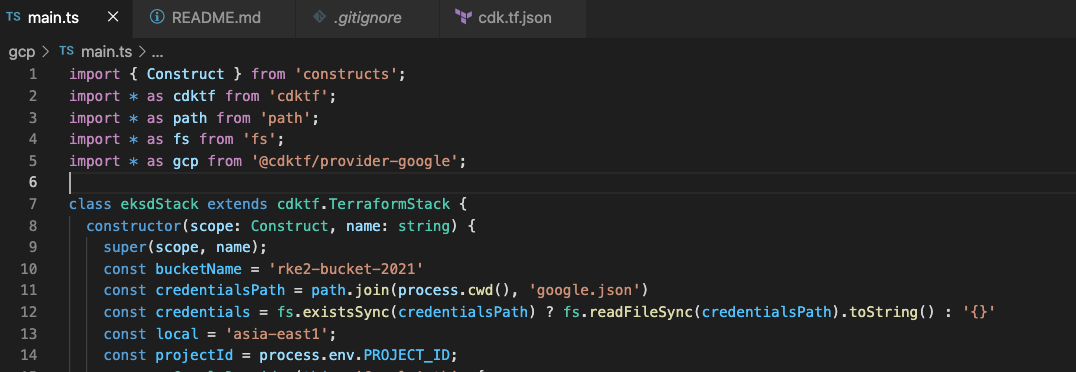 TS main.ts × README.md .gitignore cdk.tf.json
gcp > TS main.ts > ...
1 import { Construct } from 'constructs';
2 import * as cdktf from 'cdktf';
3 import * as path from 'path';
4 import * as fs from 'fs';
5 import * as gcp from '@cdktf/provider-google';
6
7 class eksdStack extends cdktf.TerraformStack {
8 constructor(scope: Construct, name: string) {
9 super(scope, name);
10 const bucketName = 'rke2-bucket-2021'
11 const credentialsPath = path.join(process.cwd(), 'google.json')
12 const credentials = fs.existsSync(credentialsPath) ? fs.readFileSync(credentialsPath).toString() : '{}'
13 const local = 'asia-east1';
14 const projectId = process.env.PROJECT_ID;